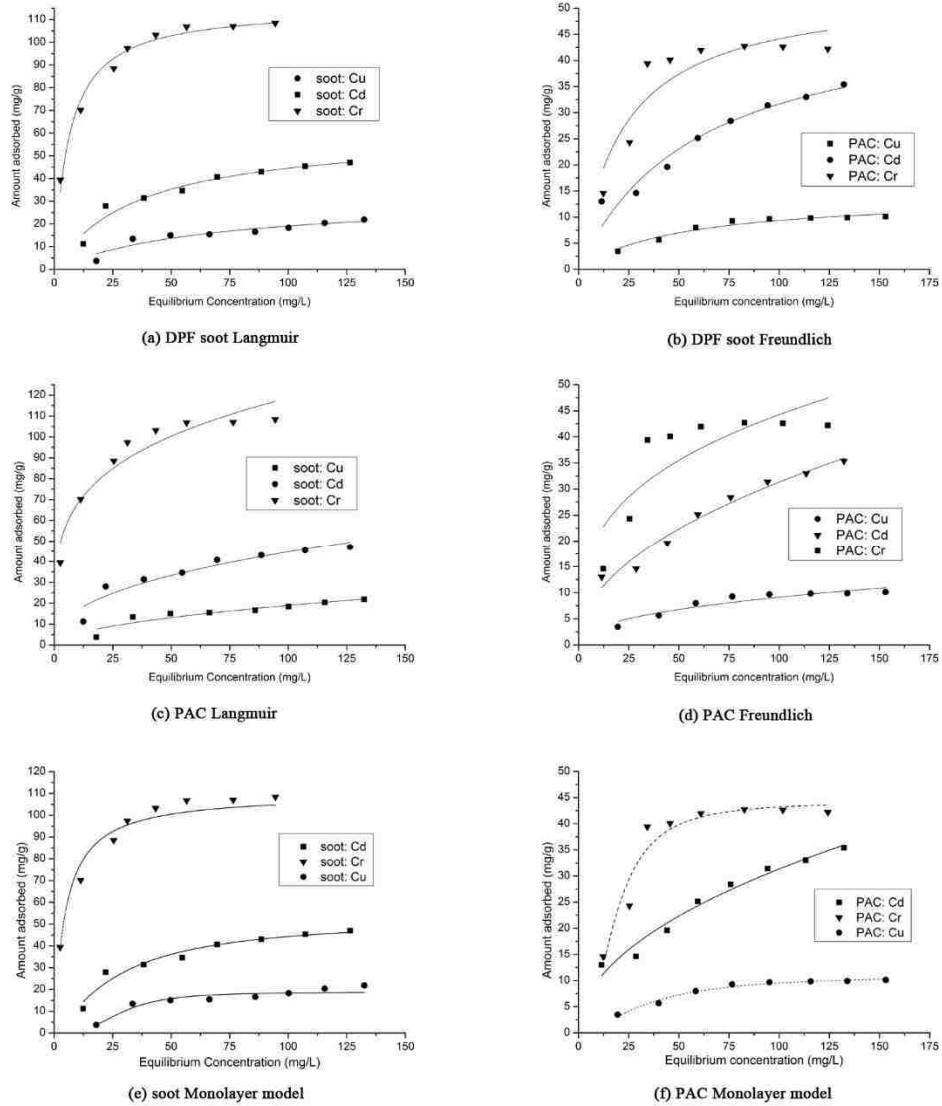 Amount adsorbed (mg/g)
110
100
90
80
70
60
50
40
30
20
10
0
soot: Cu
soot: Cd
soot: Cr
0 25 50 75 100 125 150
Equilibrium Concentration (mg/L)
(a) DPF soot Langmuir
Amount adsorbed (mg/g)
50
45
40
35
30
25
20
15
10
5
0
PAC: Cu
PAC: Cd
PAC: Cr
0 25 50 75 100 125 150 175
Equilibrium concentration (mg/L)
(b) DPF soot Freundlich
Amount adsorbed (mg/g)
120
110
100
90
80
70
60
50
40
30
20
10
0
soot: Cu
soot: Cd
soot: Cr
0 25 50 75 100 125 150
Equilibrium concentration (mg/L)
(c) PAC Langmuir
Amount adsorbed (mg/g)
50
45
40
35
30
25
20
15
10
5
0
PAC: Cu
PAC: Cd
PAC: Cr
0 25 50 75 100 125 150 175
Equilibrium concentration (mg/L)
(d) PAC Freundlich
Amount adsorbed (mg/g)
120
110
100
90
80
70
60
50
40
30
20
10
0
soot: Cd
soot: Cr
soot: Cu
0 25 50 75 100 125 150
Equilibrium Concentration (mg/L)
(e) soot Monolayer model
Amount adsorbed (mg/g)
50
45
40
35
30
25
20
15
10
5
0
PAC: Cd
PAC: Cr
PAC: Cu
0 25 50 75 100 125 150 175
Equilibrium concentration (mg/L)
(f) PAC Monolayer model